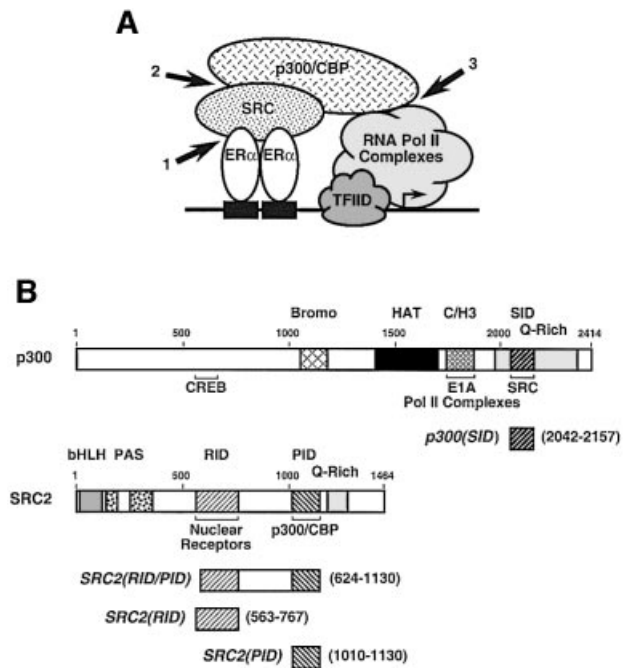 A
p300/CBP
2
3
SRC
RNA Pol II
Complexes
1
ERα ERα
TFIID
B
Bromo HAT C/H3 SID
Q-Rich
1 500 1000 1500 2000 2414
p300
CREB E1A SRC
Pol II Complexes
p300(SID) (2042-2157)
bHLH PAS RID PID
Q-Rich
1 500 1000 1464
SRC2
Nuclear
Receptors
p300/CBP
SRC2(RID/PID) (624-1130)
SRC2(RID) (563-767)
SRC2(PID) (1010-1130)